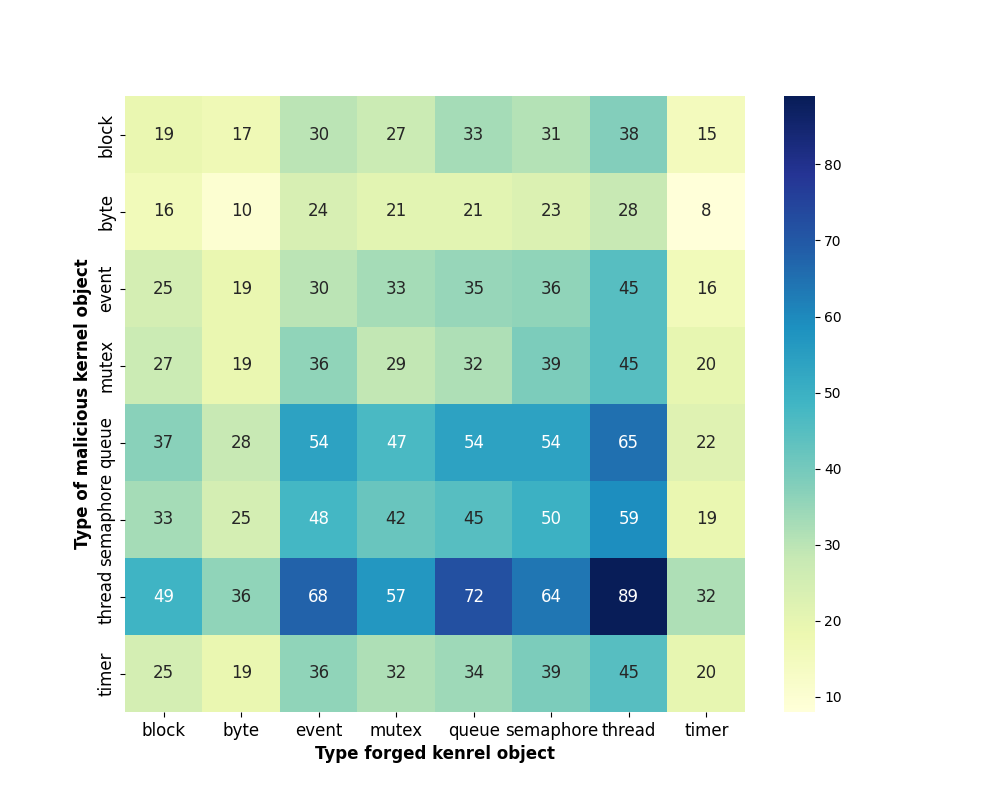 Type of malicious kernel object
block 19 17 30 27 33 31 38 15
byte 16 10 24 21 21 23 28 8
event 25 19 30 33 35 36 45 16
mutex 27 19 36 29 32 39 45 20
queue 37 28 54 47 54 54 65 22
semaphore 33 25 48 42 45 50 59 19
thread 49 36 68 57 72 64 89 32
timer 25 19 36 32 34 39 45 20
block byte event mutex queue semaphore thread timer
Type forged kenrel object
80
70
60
50
40
30
20
10